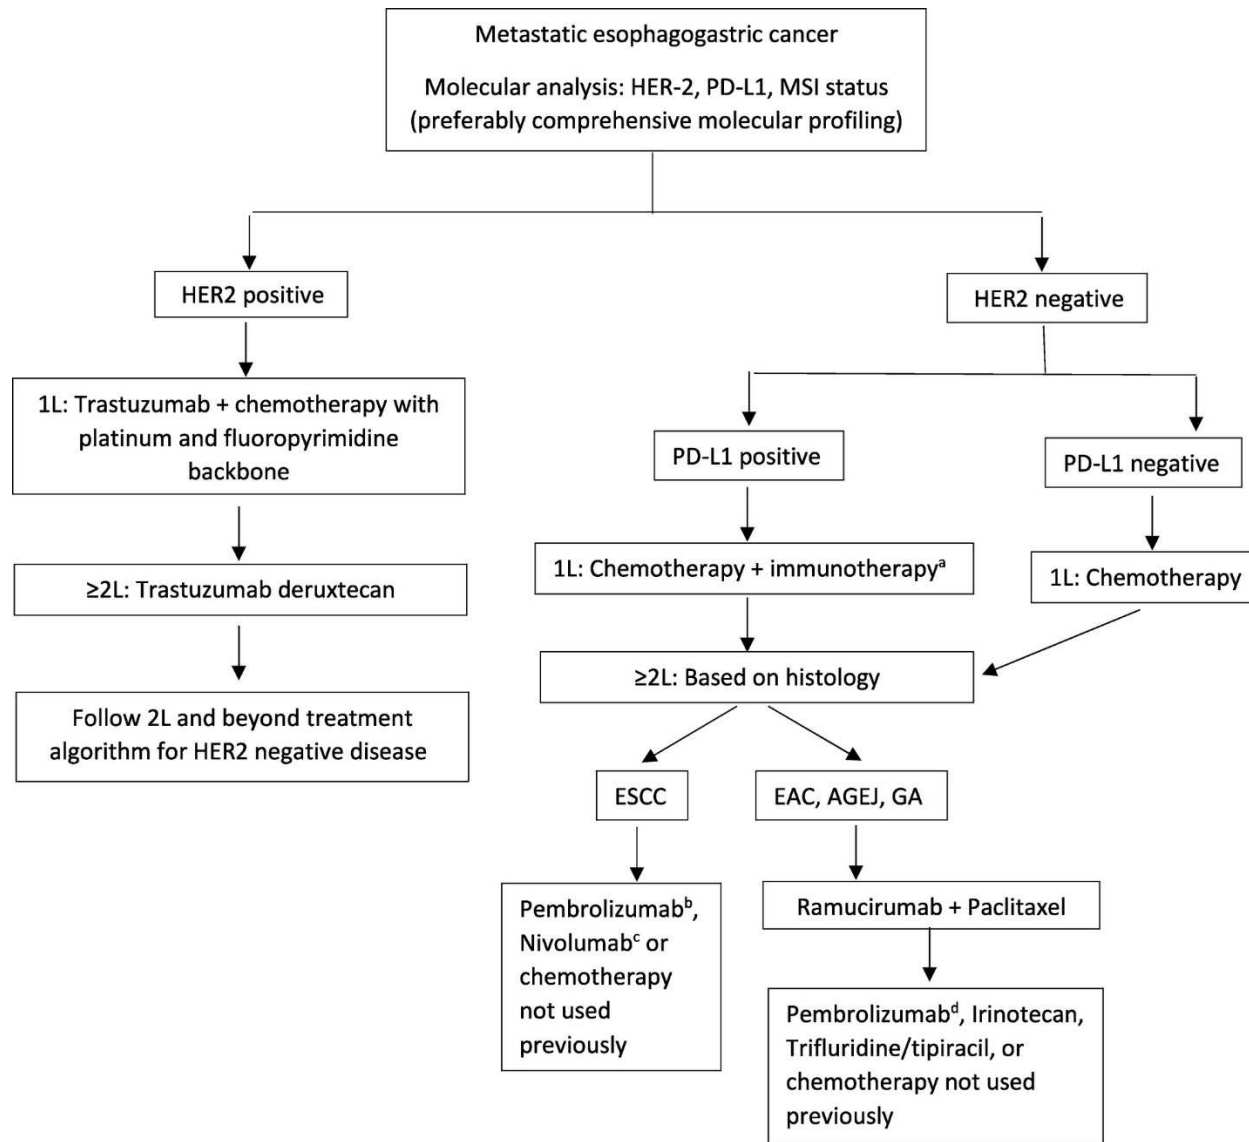 Metastatic esophagogastric cancer
Molecular analysis: HER-2, PD-L1, MSI status
(preferably comprehensive molecular profiling)
HER2 positive
HER2 negative
1L: Trastuzumab + chemotherapy with
platinum and fluoropyrimidine
backbone
PD-L1 positive
PD-L1 negative
≥2L: Trastuzumab deruxtecan
1L: Chemotherapy + immunotherapyᵃ
1L: Chemotherapy
Follow 2L and beyond treatment
algorithm for HER2 negative disease
≥2L: Based on histology
ESCC
EAC, AGEJ, GA
Pembrolizumabᵇ,
Nivolumabᶜ or
chemotherapy
not used
previously
Ramucirumab + Paclitaxel
Pembrolizumabᵈ, Irinotecan,
Trifluridine/tipiracil, or
chemotherapy not used
previously